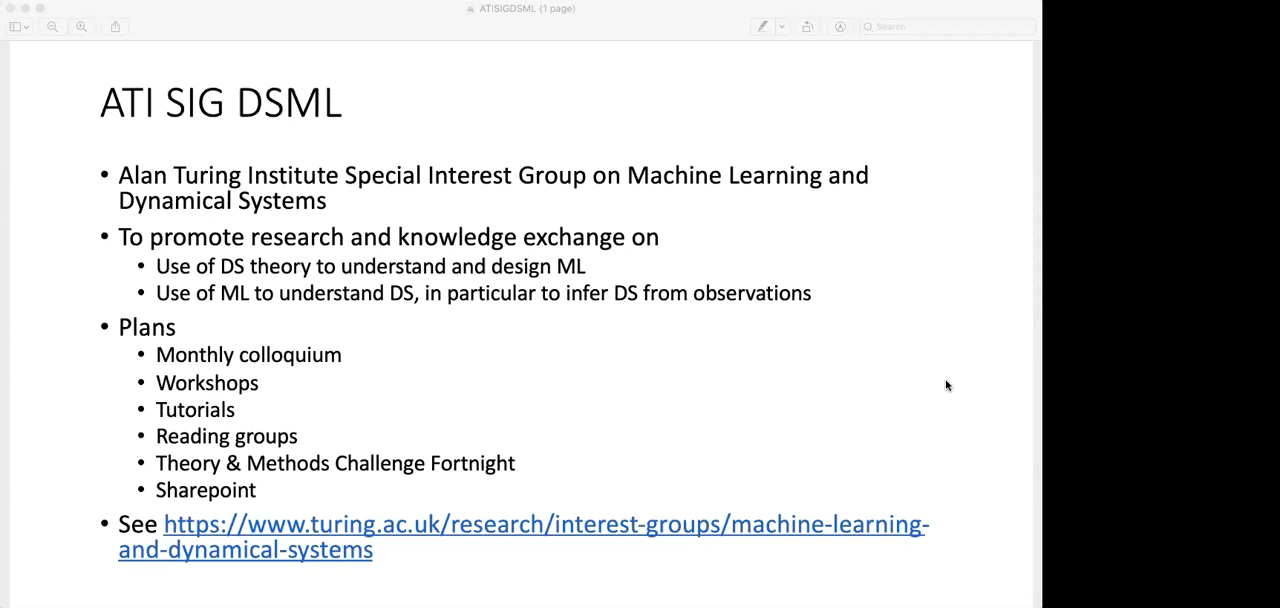 ATISIGDSML (1 page)
Search
ATI SIG DSML
• Alan Turing Institute Special Interest Group on Machine Learning and
Dynamical Systems
• To promote research and knowledge exchange on
• Use of DS theory to understand and design ML
• Use of ML to understand DS, in particular to infer DS from observations
• Plans
• Monthly colloquium
• Workshops
• Tutorials
• Reading groups
• Theory & Methods Challenge Fortnight
• Sharepoint
• See https://www.turing.ac.uk/research/interest-groups/machine-learning-
and-dynamical-systems